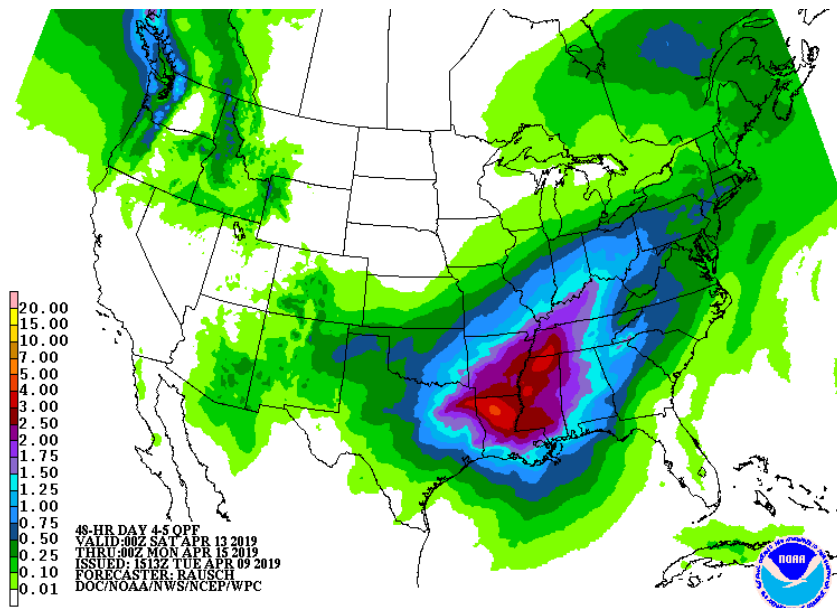 20.00
15.00
10.00
7.00
5.00
4.00
3.00
2.50
2.00
1.75
1.50
1.25
1.00
0.75
0.50
0.25
0.10
0.01
48-HR DAY 4-5 QPF
VALID:00Z SAT APR 13 2019
THRU:00Z MON APR 15 2019
ISSUED: 1513Z TUE APR 09 2019
FORECASTER: RAUSCH
DOC/NOAA/NWS/NCEP/WPC
NOAA